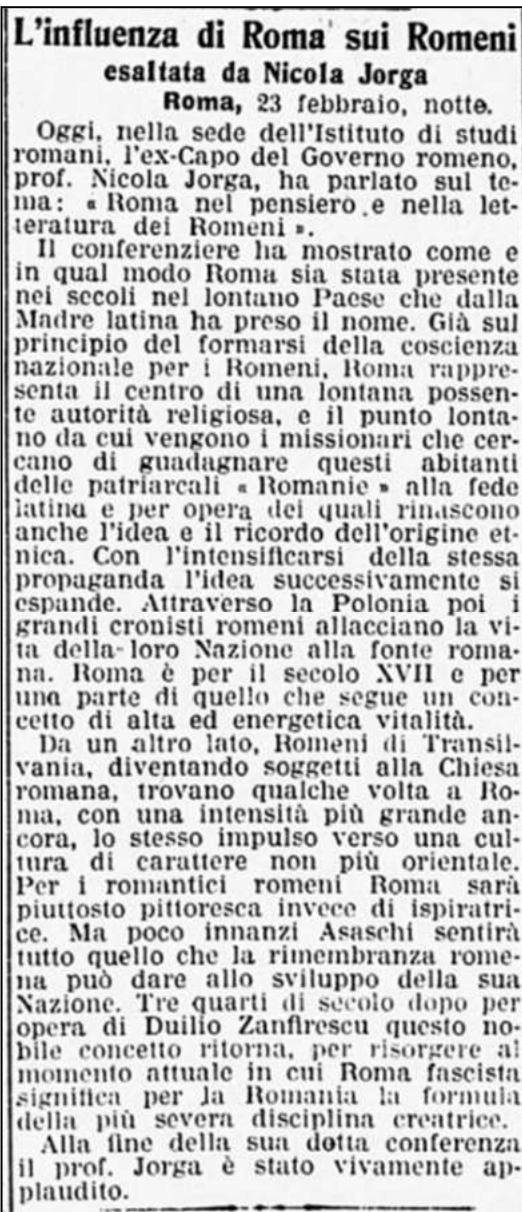 L'influenza di Roma sui Romeni
esaltata da Nicola Jorga
Roma, 23 febbraio, notte.
Oggi, nella sede dell'Istituto di studi
romani, l'ex-Capo del Governo romeno,
prof. Nicola Jorga, ha parlato sul te-
ma: « Roma nel pensiero e nella let-
teratura dei Romeni ».
Il conferenziere ha mostrato come e
in qual modo Roma sia stata presente
nei secoli nel lontano Paese che dalla
Madre latina ha preso il nome. Già sul
principio del formarsi della coscienza
nazionale per i Romeni, Roma rappre-
senta il centro di una lontana possen-
te autorità religiosa, e il punto lonta-
no da cui vengono i missionari che cer-
cano di guadagnare questi abitanti
delle patriarcali « Romanie » alla fede
latina e per opera dei quali rinascono
anche l'idea e il ricordo dell'origine et-
nica. Con l'intensificarsi della stessa
propaganda l'idea successivamente si
espande. Attraverso la Polonia poi i
grandi cronisti romeni allacciano la vi-
ta della loro Nazione alla fonte roma-
na. Roma è per il secolo XVII e per
una parte di quello che segue un con-
cetto di alta ed energetica vitalità.
Da un altro lato, Romeni di Transil-
vania, diventando soggetti alla Chiesa
romana, trovano qualche volta a Ro-
ma, con una intensità più grande an-
cora, lo stesso impulso verso una cul-
tura di carattere non più orientale.
Per i romantici romeni Roma sarà
piuttosto pittoresca invece di ispiratri-
ce. Ma poco innanzi Asaschi sentirà
tutto quello che la rimembranza rome-
na può dare allo sviluppo della sua
Nazione. Tre quarti di secolo dopo per
opera di Duilio Zanfirescu questo no-
bile concetto ritorna, per risorgere al
momento attuale in cui Roma fascista
significa per la Romania la formula
della più severa disciplina creatrice.
Alla fine della sua dotta conferenza
il prof. Jorga è stato vivamente ap-
plaudito.